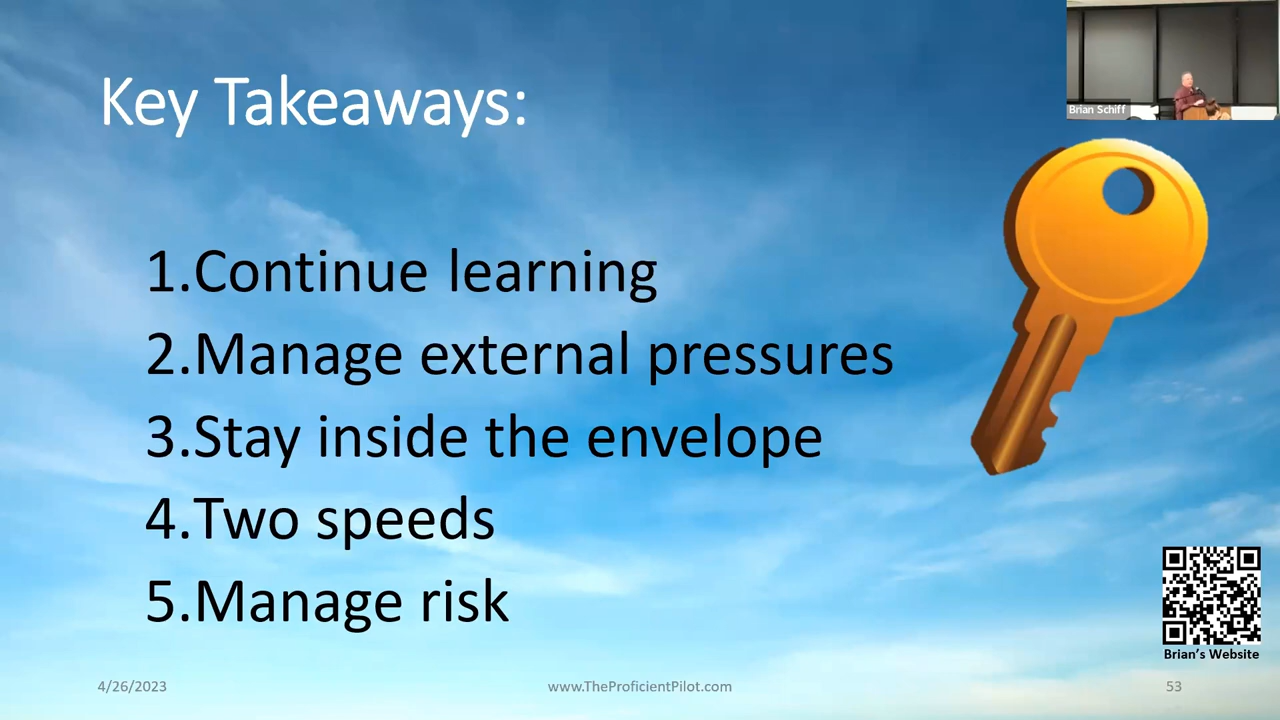 Brian Schiff
Key Takeaways:
1.Continue learning
2.Manage external pressures
3.Stay inside the envelope
4.Two speeds
5.Manage risk
Brian’s Website
4/26/2023
www.TheProficientPilot.com
53